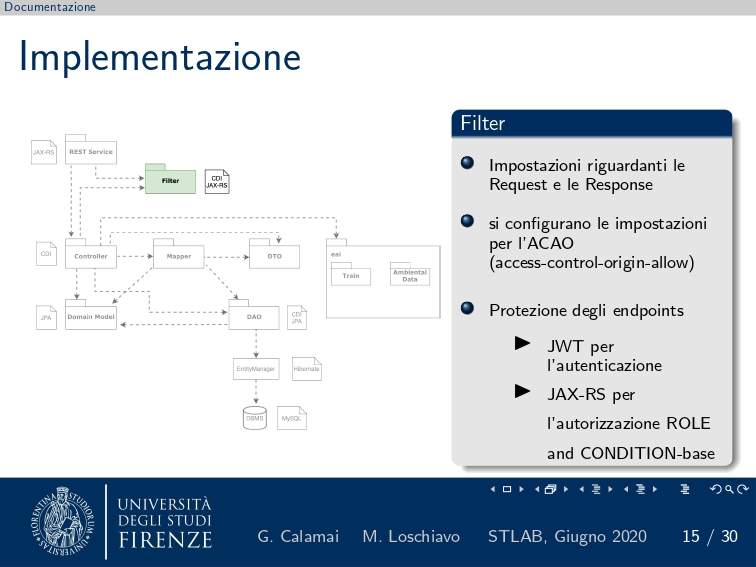 Documentazione
Implementazione
JAX-RS
REST Service
Filter
CDI
JAX-RS
CDI
Controller
Mapper
DTO
eai
Train
Ambiental
Data
JPA
Domain Model
DAO
CDI
JPA
EntityManager
Hibernate
DBMS
MySQL
Filter
Impostazioni riguardanti le
Request e le Response
si configurano le impostazioni
per l'ACAO
(access-control-origin-allow)
Protezione degli endpoints
JWT per
l'autenticazione
JAX-RS per
l'autorizzazione ROLE
and CONDITION-base
FLORENTINA STUDIORUM UNIVERSITAS
UNIVERSITÀ
DEGLI STUDI
FIRENZE
G. Calamai M. Loschiavo STLAB, Giugno 2020 15 / 30